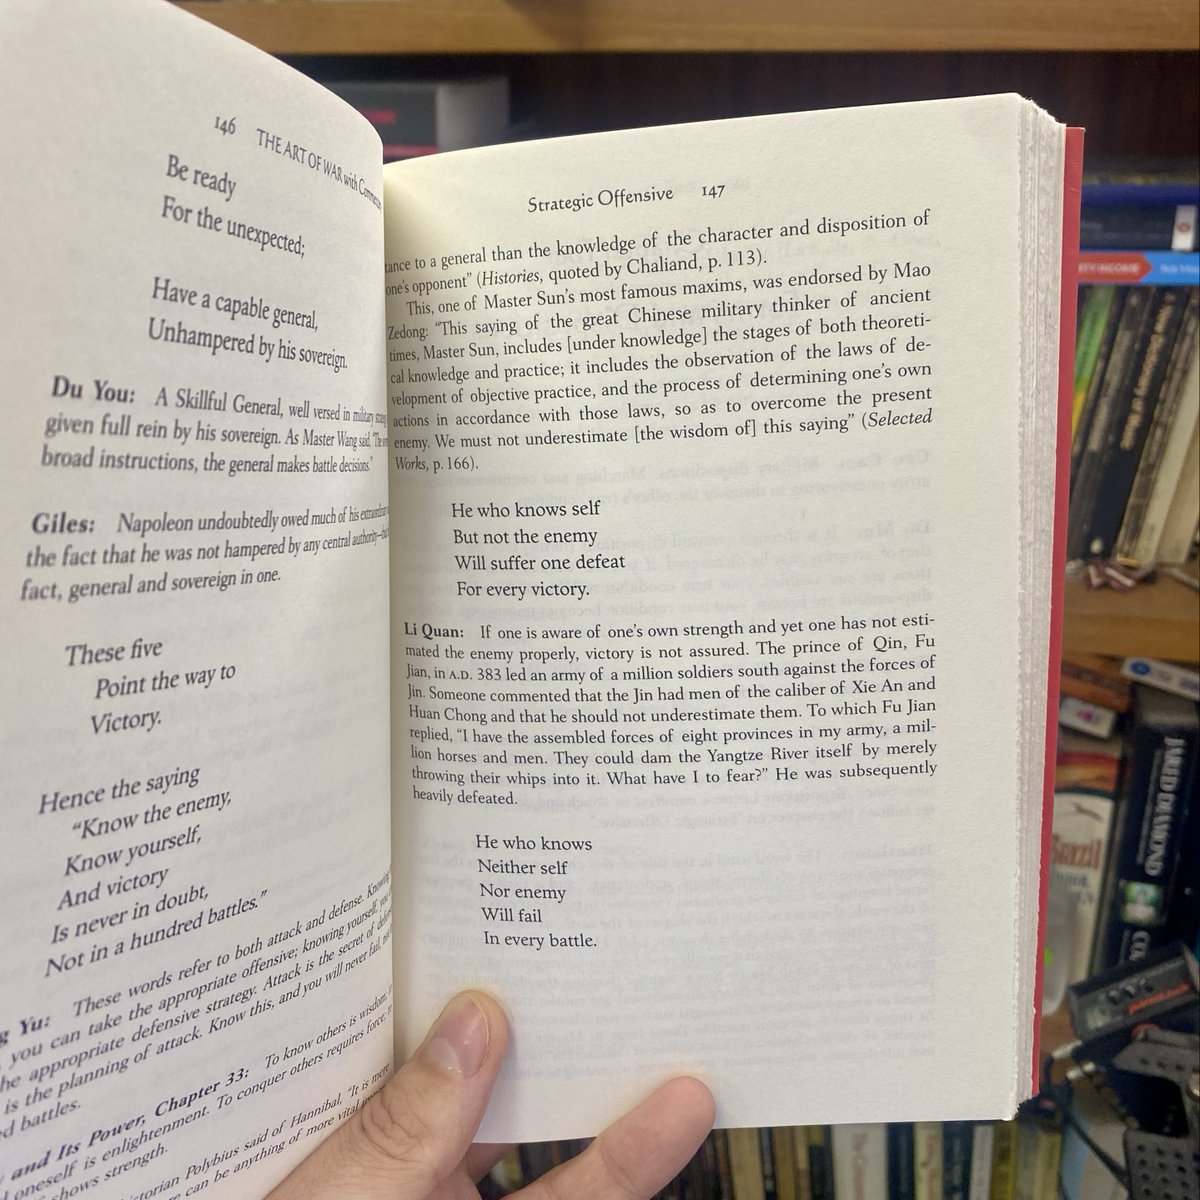 146 THE ART OF WAR with
Be ready
For the unexpected;
Have a capable general,
Unhampered by his sovereign.
Du You: A Skillful General, well versed in military
given full rein by his sovereign. As Master Wang said,
broad instructions, the general makes battle decisions."
Giles: Napoleon undoubtedly owed much of his
the fact that he was not hampered by any central authority—
fact, general and sovereign in one.
These five
Point the way to
Victory.
Hence the saying
"Know the enemy,
Know yourself,
And victory
Is never in doubt,
Not in a hundred battles."
Yu: These words refer to both attack and defense. Knowing
you can take the appropriate offensive; knowing yourself,
appropriate defensive strategy. Attack is the secret of
is the planning of attack. Know this, and you will never fail,
battles.
and Its Power, Chapter 33: To know others is wisdom,
oneself is enlightenment. To conquer others requires force,
shows strength.
Polybius said of Hannibal, "It is
can be anything of more vital
Strategic Offensive 147
tance to a general than the knowledge of the character and disposition of
one's opponent" (Histories, quoted by Chaliand, p. 113).
This, one of Master Sun's most famous maxims, was endorsed by Mao
Zedong: "This saying of the great Chinese military thinker of ancient
times, Master Sun, includes [under knowledge] the stages of both theoreti-
cal knowledge and practice; it includes the observation of the laws of de-
velopment of objective practice, and the process of determining one's own
actions in accordance with those laws, so as to overcome the present
enemy. We must not underestimate [the wisdom of] this saying" (Selected
Works, p. 166).
He who knows self
But not the enemy
Will suffer one defeat
For every victory.
Li Quan: If one is aware of one's own strength and yet one has not esti-
mated the enemy properly, victory is not assured. The prince of Qin, Fu
Jian, in A.D. 383 led an army of a million soldiers south against the forces of
Jin. Someone commented that the Jin had men of the caliber of Xie An and
Huan Chong and that he should not underestimate them. To which Fu Jian
replied, "I have the assembled forces of eight provinces in my army, a mil-
lion horses and men. They could dam the Yangtze River itself by merely
throwing their whips into it. What have I to fear?" He was subsequently
heavily defeated.
He who knows
Neither self
Nor enemy
Will fail
In every battle.
INCOME
JARED DIAMOND